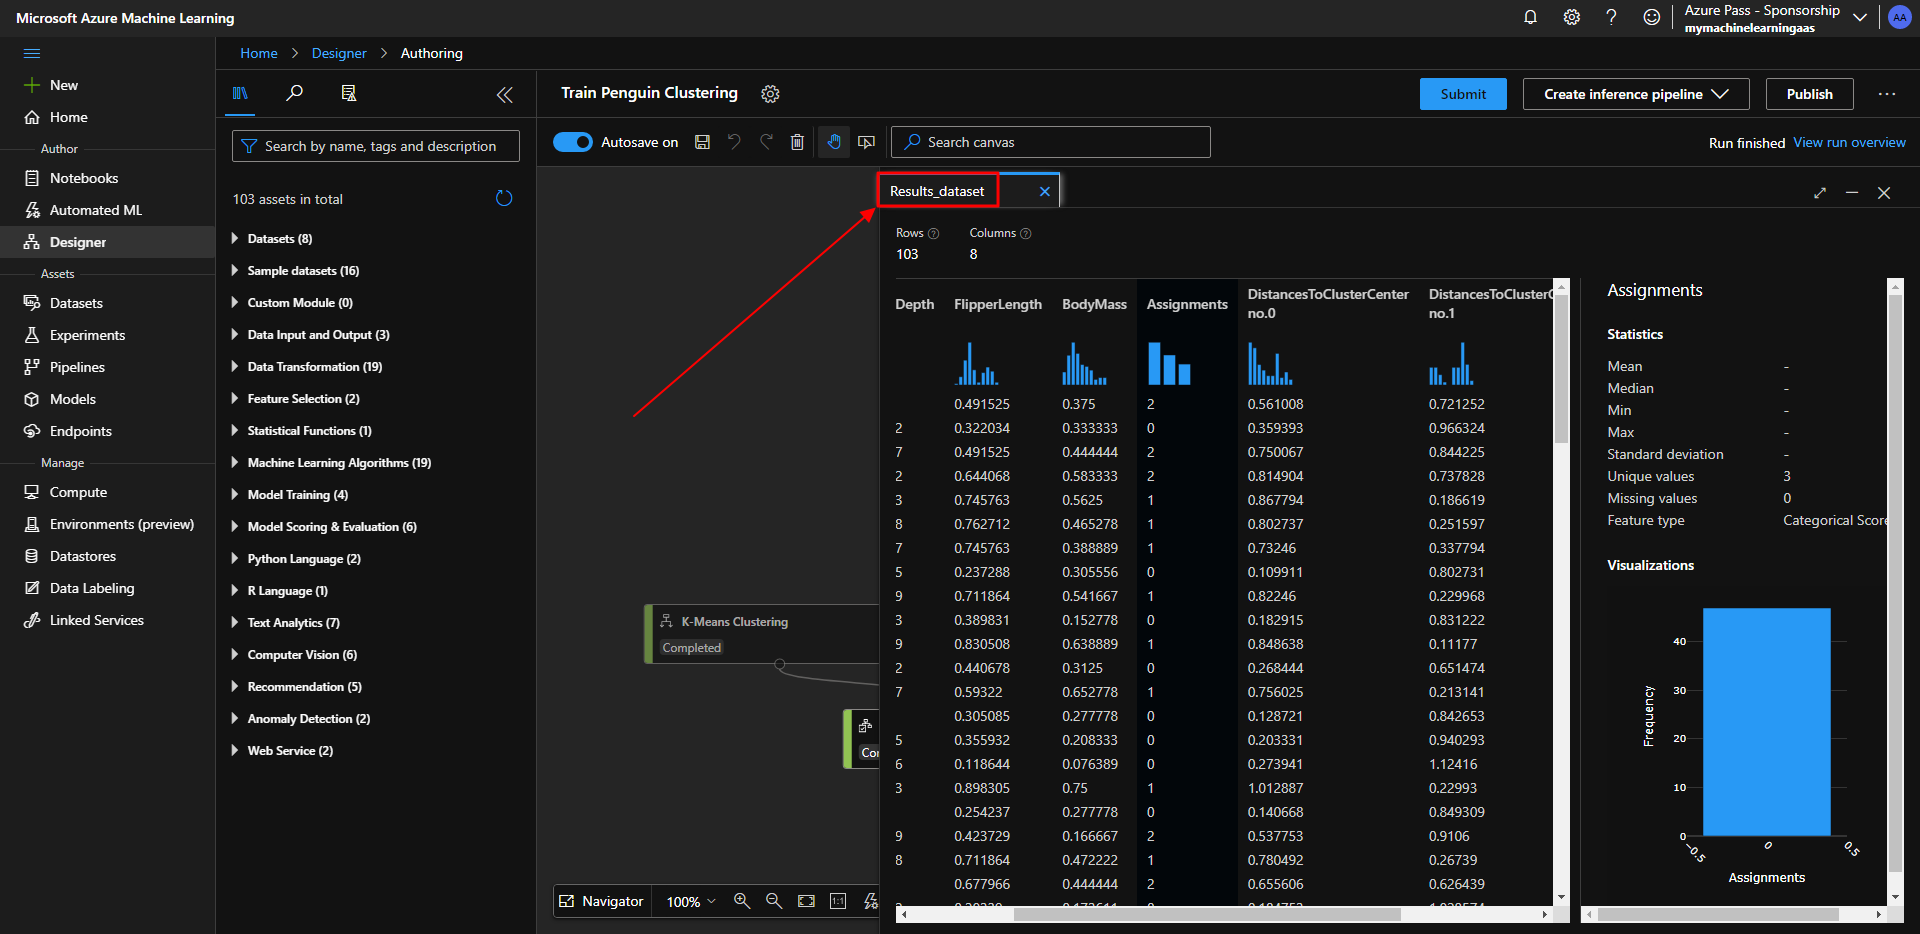 Microsoft Azure Machine Learning
Azure Pass - Sponsorship
mymachinelearningaas
AA
New
Home
Author
Notebooks
Automated ML
Designer
Assets
Datasets
Experiments
Pipelines
Models
Endpoints
Manage
Compute
Environments (preview)
Datastores
Data Labeling
Linked Services
Home > Designer > Authoring
Search by name, tags and description
103 assets in total
Datasets (8)
Sample datasets (16)
Custom Module (0)
Data Input and Output (3)
Data Transformation (19)
Feature Selection (2)
Statistical Functions (1)
Machine Learning Algorithms (19)
Model Training (4)
Model Scoring & Evaluation (6)
Python Language (2)
R Language (1)
Text Analytics (7)
Computer Vision (6)
Recommendation (5)
Anomaly Detection (2)
Web Service (2)
Train Penguin Clustering
Submit
Create inference pipeline
Publish
Autosave on
Search canvas
Run finished View run overview
K-Means Clustering
Completed
Co
Navigator
100%
1:1
Results_dataset
Rows Columns
103 8
Depth FlipperLength BodyMass Assignments DistancesToClusterCenter no.0 DistancesToClusterC no.1
0.491525 0.375 2 0.561008 0.721252
2 0.322034 0.333333 0 0.359393 0.966324
7 0.491525 0.444444 2 0.750067 0.844225
2 0.644068 0.583333 2 0.814904 0.737828
3 0.745763 0.5625 1 0.867794 0.186619
8 0.762712 0.465278 1 0.802737 0.251597
7 0.745763 0.388889 1 0.73246 0.337794
5 0.237288 0.305556 0 0.109911 0.802731
9 0.711864 0.541667 1 0.82246 0.229968
3 0.389831 0.152778 0 0.182915 0.831222
9 0.830508 0.638889 1 0.848638 0.11177
2 0.440678 0.3125 0 0.268444 0.651474
7 0.59322 0.652778 1 0.756025 0.213141
0.305085 0.277778 0 0.128721 0.842653
5 0.355932 0.208333 0 0.203331 0.940293
6 0.118644 0.076389 0 0.273941 1.12416
3 0.898305 0.75 1 1.012887 0.22993
0.254237 0.277778 0 0.140668 0.849309
9 0.423729 0.166667 2 0.537753 0.9106
8 0.711864 0.472222 1 0.780492 0.26739
0.677966 0.444444 2 0.655606 0.626439
Assignments
Statistics
Mean -
Median -
Min -
Max -
Standard deviation -
Unique values 3
Missing values 0
Feature type Categorical Score
Visualizations
Frequency
40
30
20
10
0
−0.5 0 0.5
Assignments